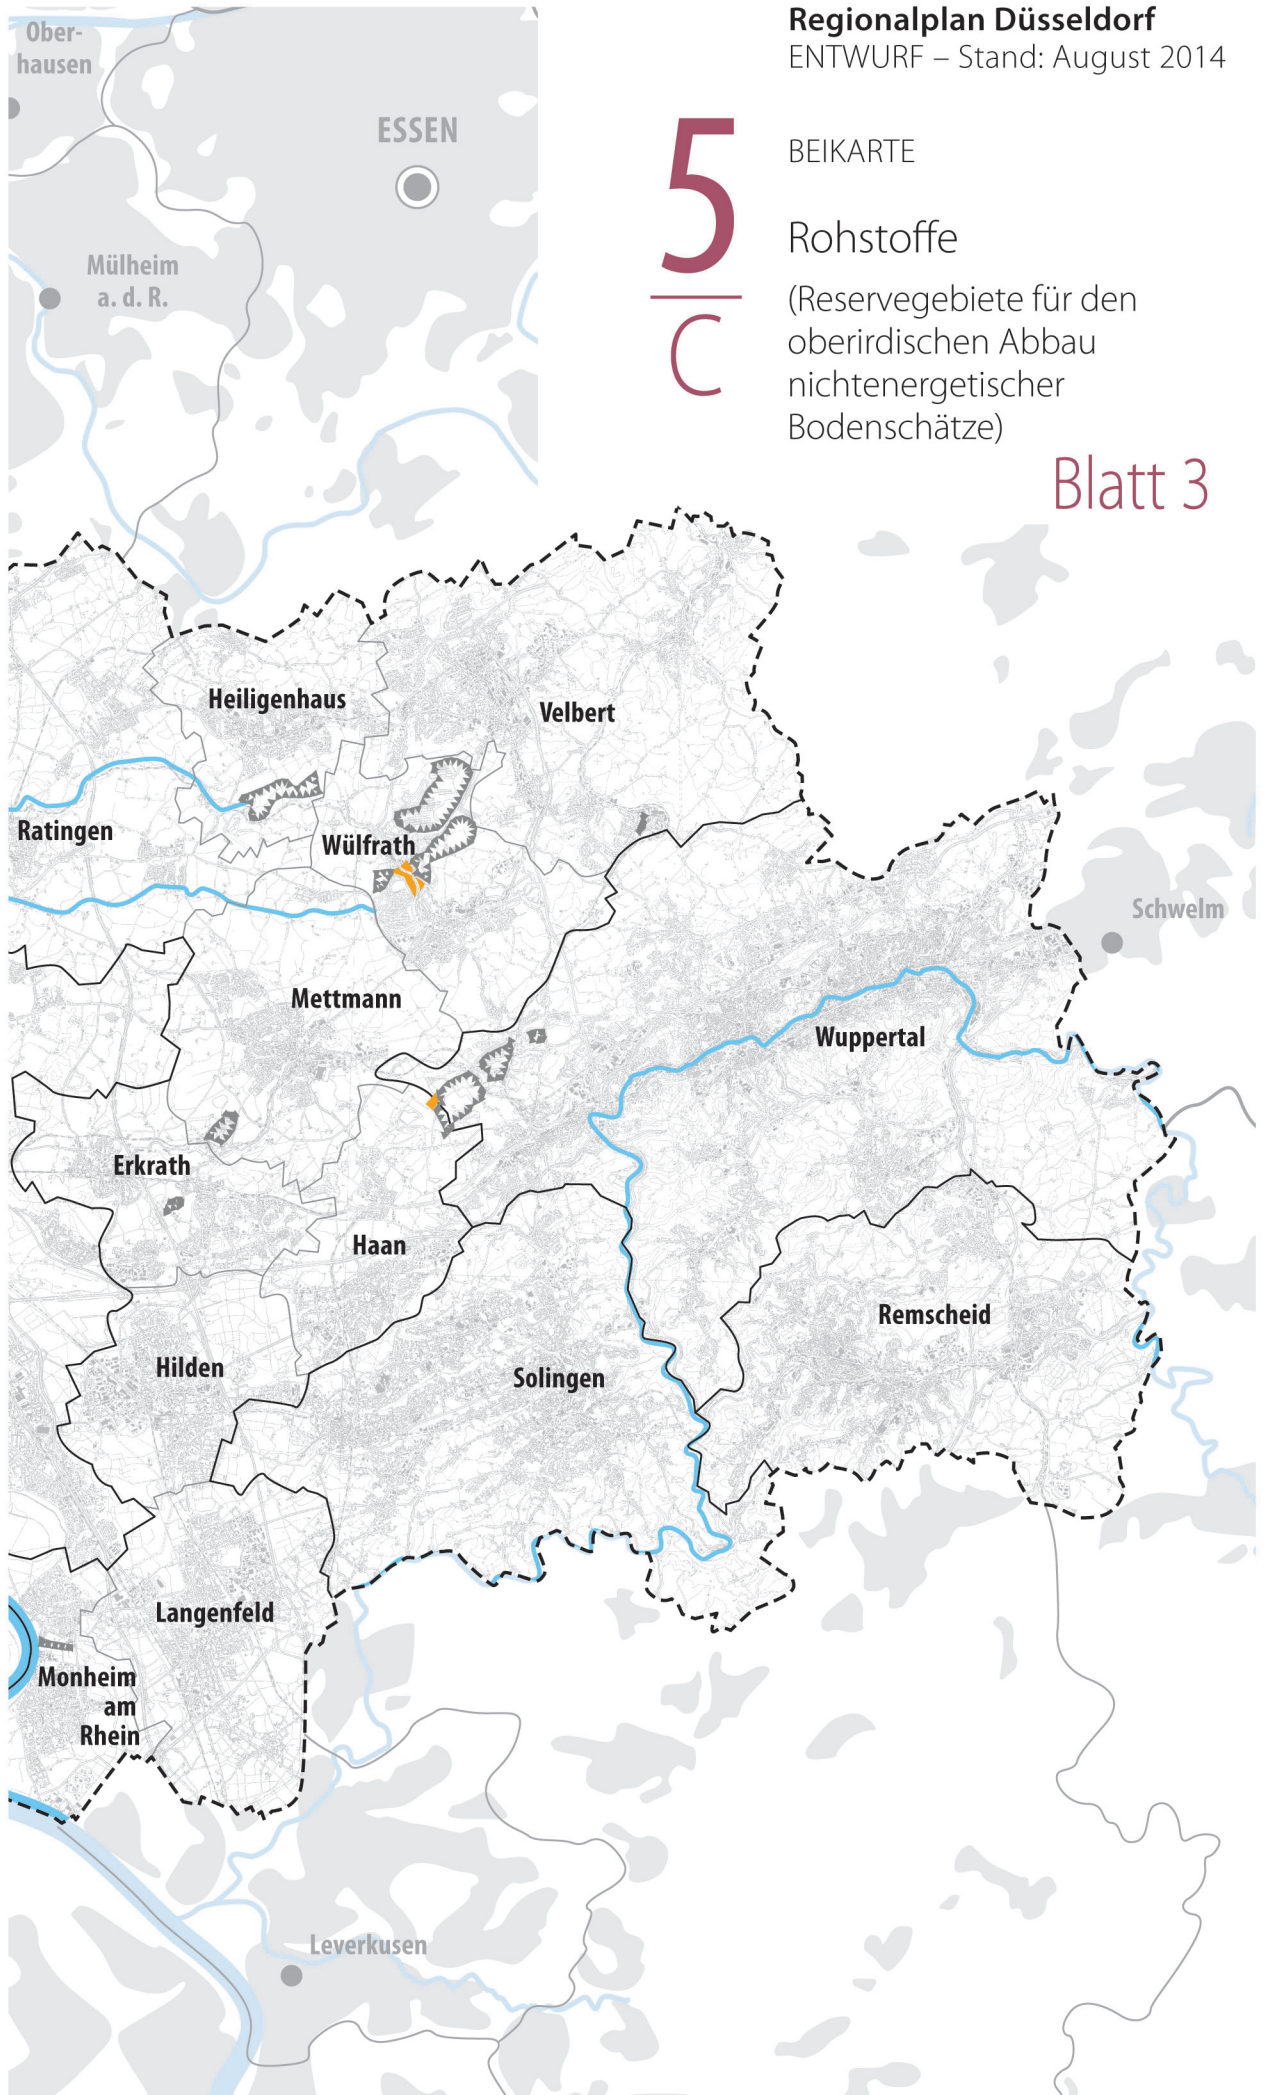 Regionalplan Düsseldorf
ENTWURF – Stand: August 2014
5
C
BEIKARTE
Rohstoffe
(Reservegebiete für den
oberirdischen Abbau
nichtenergetischer
Bodenschätze)
Blatt 3
Ober-
hausen
ESSEN
Mülheim
a. d. R.
Heiligenhaus
Velbert
Ratingen
Wülfrath
Schwelm
Mettmann
Wuppertal
Erkrath
Haan
Remscheid
Hilden
Solingen
Langenfeld
Monheim
am
Rhein
Leverkusen